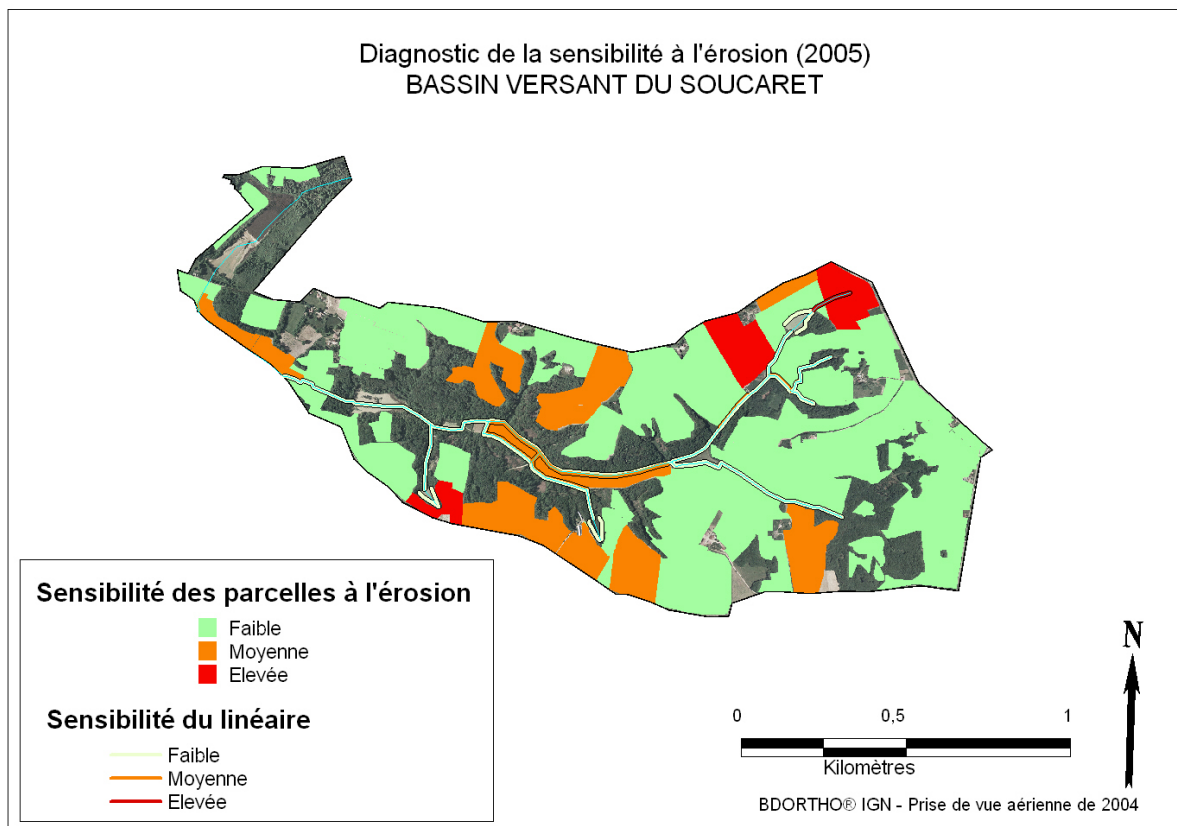 Diagnostic de la sensibilité à l'érosion (2005)
BASSIN VERSANT DU SOUCARET
Sensibilité des parcelles à l'érosion
Faible
Moyenne
Elevée
Sensibilité du linéaire
Faible
Moyenne
Elevée
0 0,5 1
Kilomètres
N
BDORTHO® IGN - Prise de vue aérienne de 2004